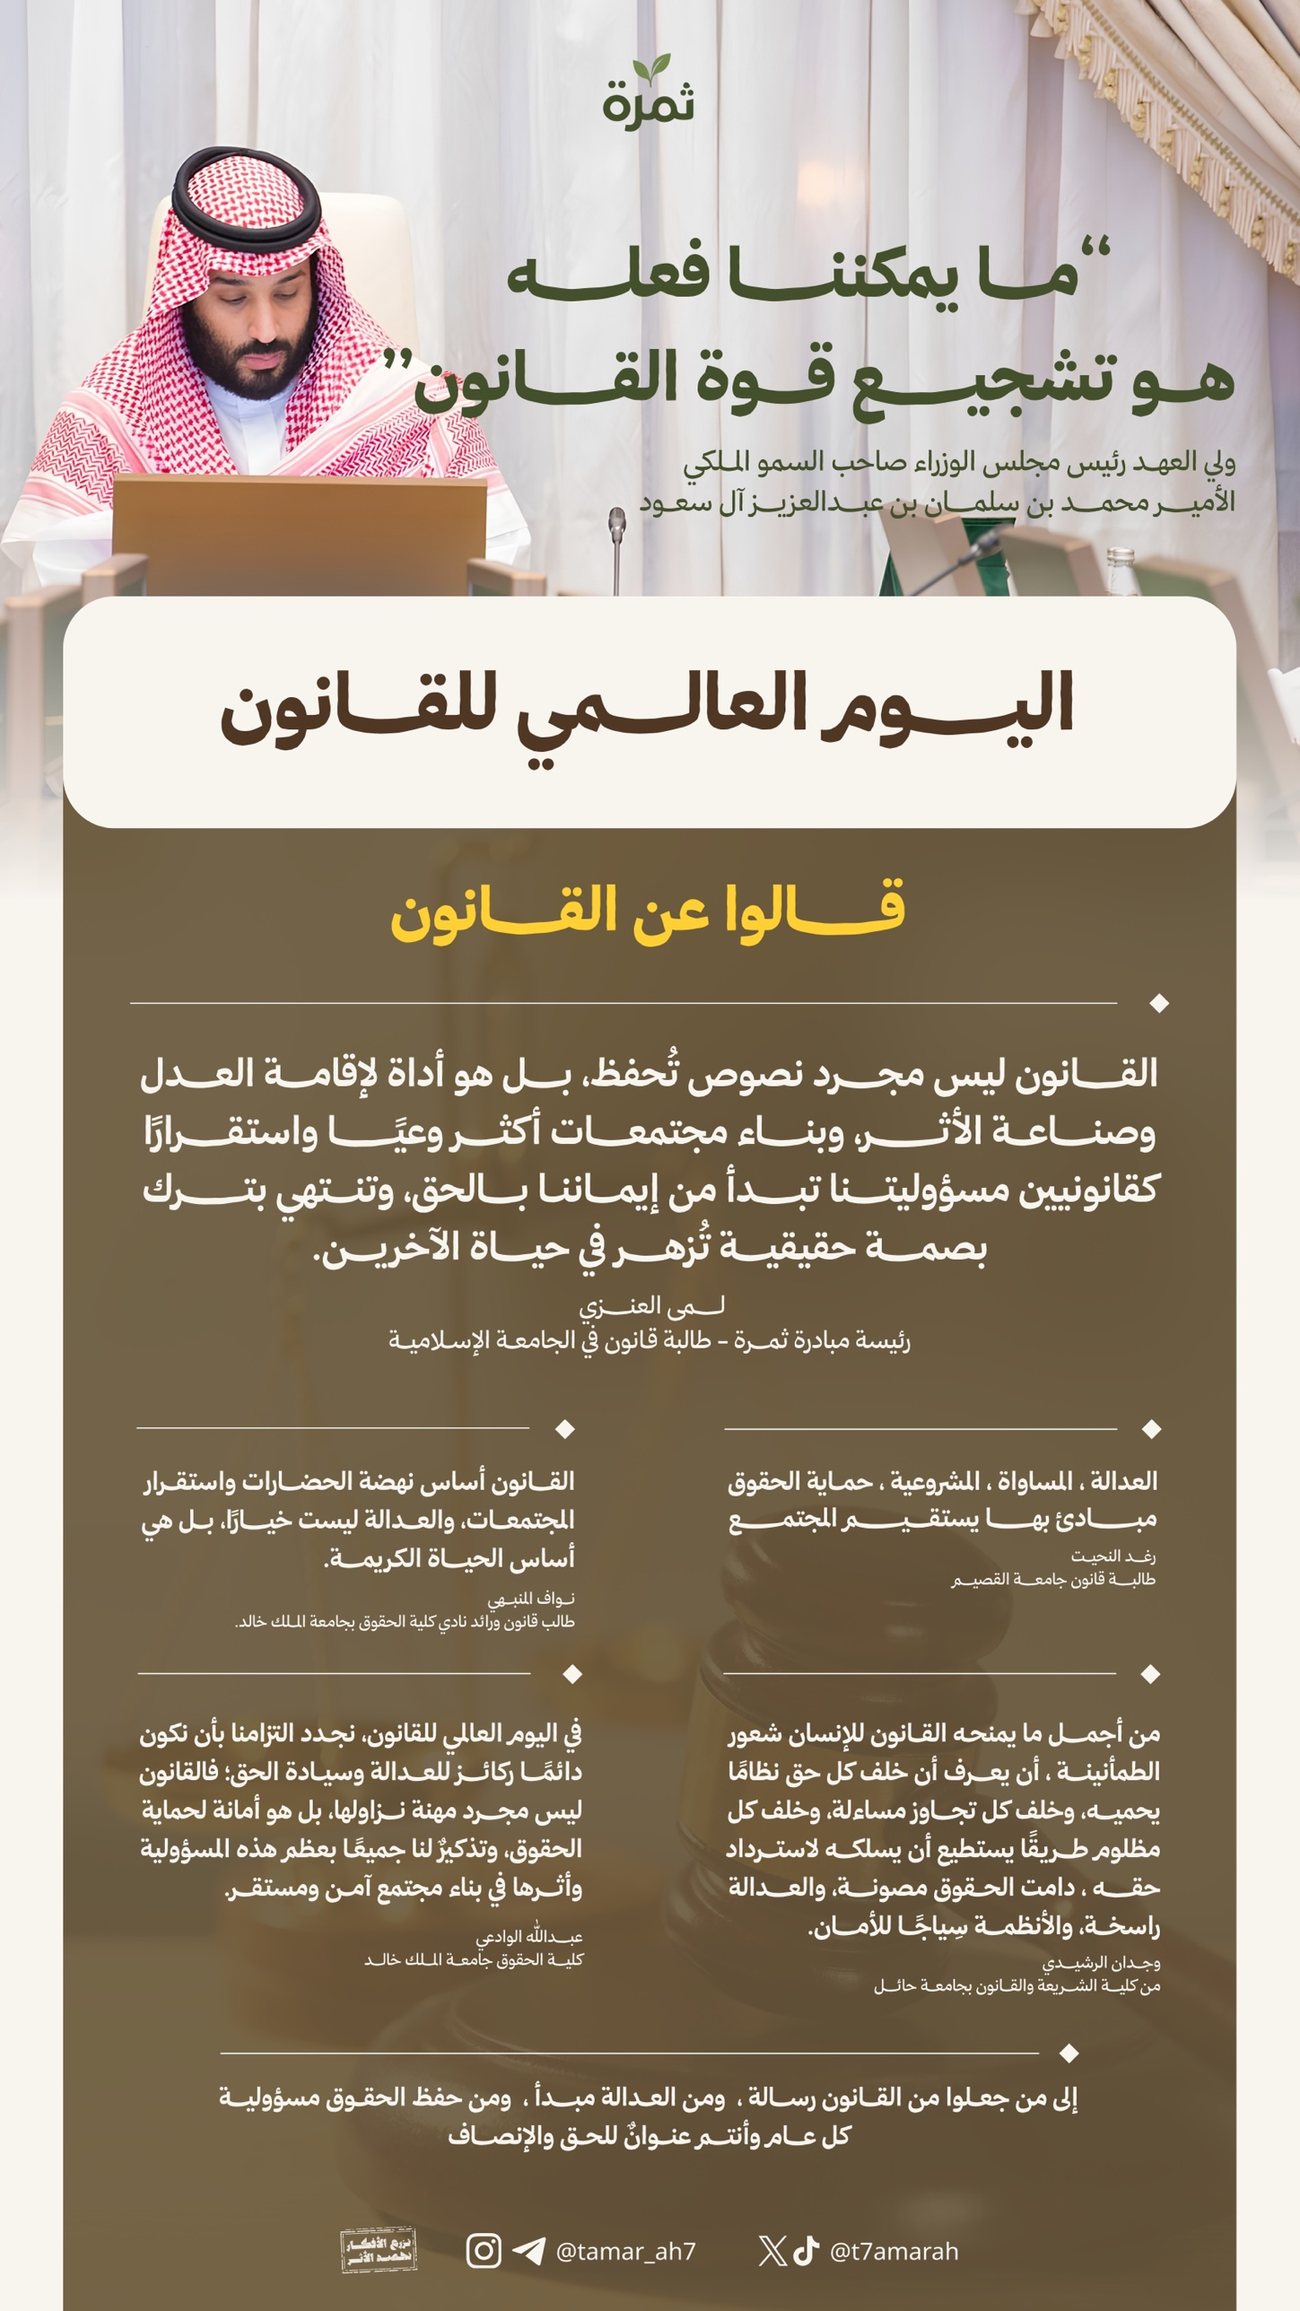 ثمرة
“ما يمكننا فعله
هو تشجيع قوة القانون”
ولي العهد رئيس مجلس الوزراء صاحب السمو الملكي
الأمير محمد بن سلمان بن عبدالعزيز آل سعود
اليوم العالمي للقانون
قالوا عن القانون
القانون ليس مجرد نصوص تُحفظ، بل هو أداة لإقامة العدل
وصناعة الأثر، وبناء مجتمعات أكثر وعيًا واستقرارًا
كقانونيين مسؤوليتنا تبدأ من إيماننا بالحق، وتنتهي بترك
بصمة حقيقية تُزهر في حياة الآخرين.
لمى العنزي
رئيسة مبادرة ثمرة - طالبة قانون في الجامعة الإسلامية
العدالة ، المساواة ، المشروعية ، حماية الحقوق
مبادئ بها يستقيم المجتمع
رغد النحيت
طالبة قانون جامعة القصيم
القانون أساس نهضة الحضارات واستقرار
المجتمعات، والعدالة ليست خيارًا، بل هي
أساس الحياة الكريمة.
نواف المنبهي
طالب قانون ورائد نادي كلية الحقوق بجامعة الملك خالد.
من أجمل ما يمنحه القانون للإنسان شعور
الطمأنينة ، أن يعرف أن خلف كل حق نظامًا
يحميه، وخلف كل تجاوز مساءلة، وخلف كل
مظلوم طريقًا يستطيع أن يسلكه لاسترداد
حقه ، دامت الحقوق مصونة، والعدالة
راسخة، والأنظمة سِياجًا للأمان.
وجدان الرشيدي
من كلية الشريعة والقانون بجامعة حائل
في اليوم العالمي للقانون، نجدد التزامنا بأن نكون
دائمًا ركائز للعدالة وسيادة الحق؛ فالقانون
ليس مجرد مهنة نزاولها، بل هو أمانة لحماية
الحقوق، وتذكيرٌ لنا جميعًا بعظم هذه المسؤولية
وأثرها في بناء مجتمع آمن ومستقر.
عبدالله الوادعي
كلية الحقوق جامعة الملك خالد
إلى من جعلوا من القانون رسالة ، ومن العدالة مبدأ ، ومن حفظ الحقوق مسؤولية
كل عام وأنتم عنوانٌ للحق والإنصاف
نزرع الأفكار
نحصد الأثر
@tamar_ah7
@t7amarah